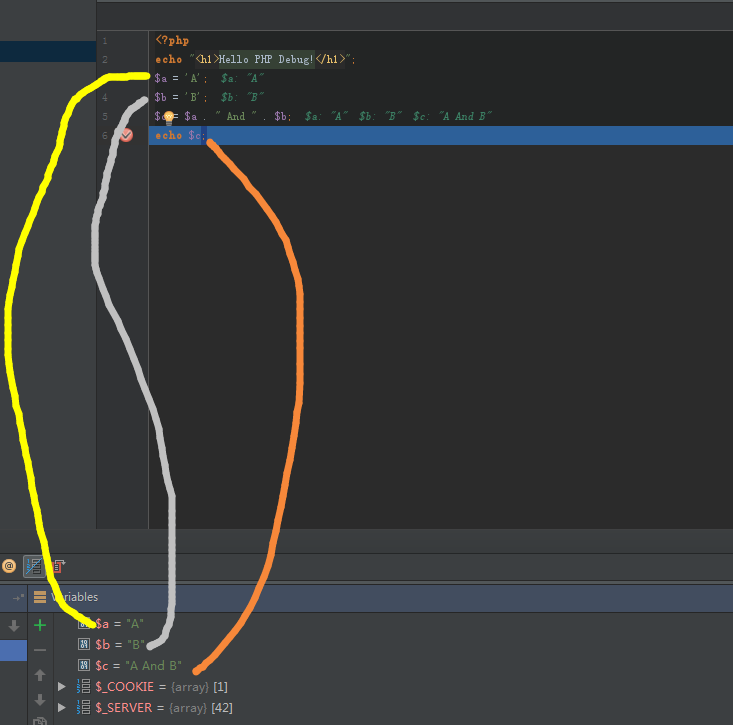 1 <?php
2 echo "<h1>Hello PHP Debug!</h1>";
3 $a = 'A'; $a: "A"
4 $b = 'B'; $b: "B"
5 $c = $a . " And " . $b; $a: "A" $b: "B" $c: "A And B"
6 echo $c;
Variables
$a = "A"
$b = "B"
$c = "A And B"
$_COOKIE = {array} [1]
$_SERVER = {array} [42]